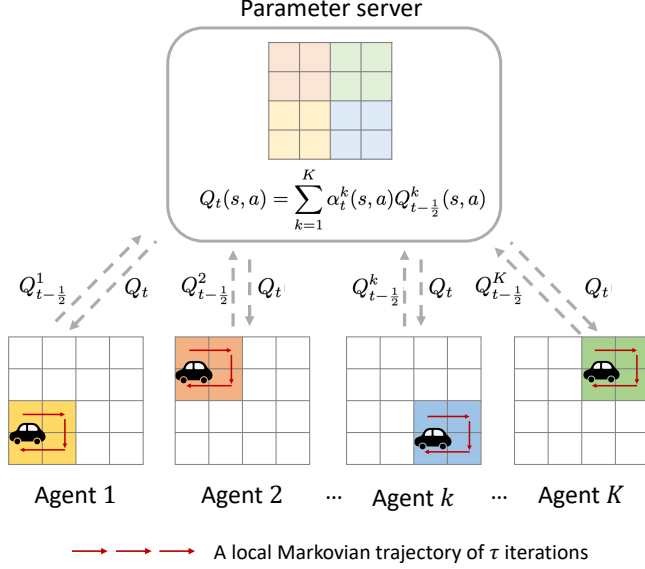 Parameter server
Q_t(s, a) = \sum_{k=1}^{K} \alpha_t^k(s, a) Q_{t-\frac{1}{2}}^k(s, a)
Q_{t-\frac{1}{2}}^1 Q_t Q_{t-\frac{1}{2}}^2 Q_t Q_{t-\frac{1}{2}}^k Q_t Q_{t-\frac{1}{2}}^K Q_t
Agent 1 Agent 2 ... Agent k ... Agent K
A local Markovian trajectory of τ iterations